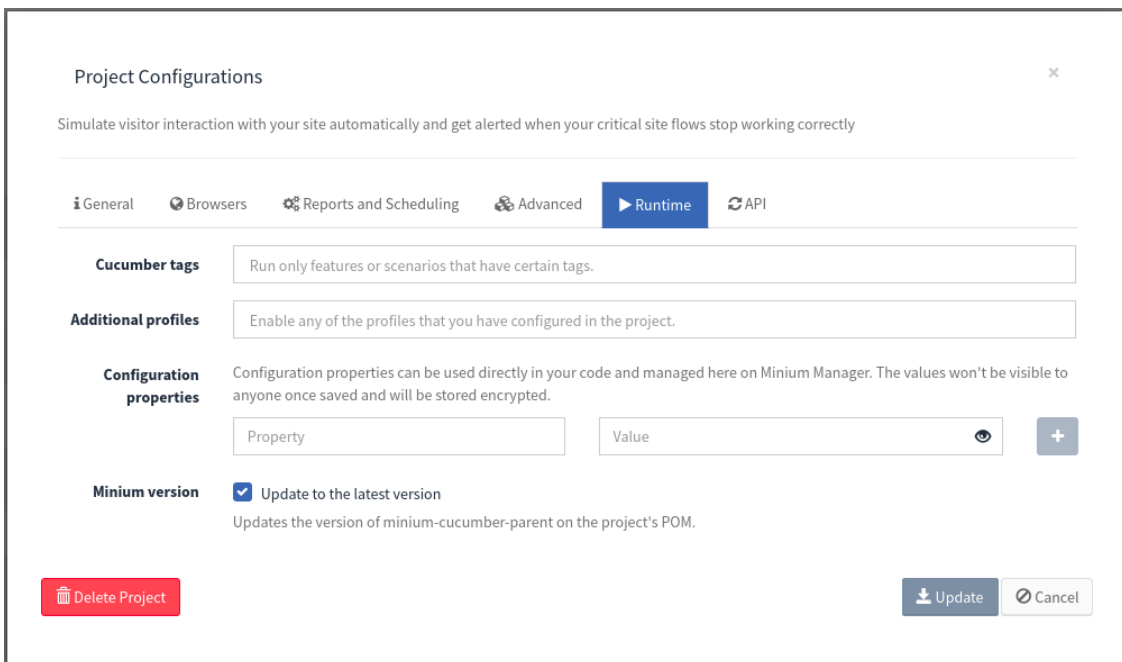 Project Configurations
×
Simulate visitor interaction with your site automatically and get alerted when your critical site flows stop working correctly
General Browsers Reports and Scheduling Advanced Runtime API
Cucumber tags Run only features or scenarios that have certain tags.
Additional profiles Enable any of the profiles that you have configured in the project.
Configuration properties
Configuration properties can be used directly in your code and managed here on Minium Manager. The values won't be visible to
anyone once saved and will be stored encrypted.
Property Value +
Minium version Update to the latest version
Updates the version of minium-cucumber-parent on the project's POM.
Delete Project Update Cancel